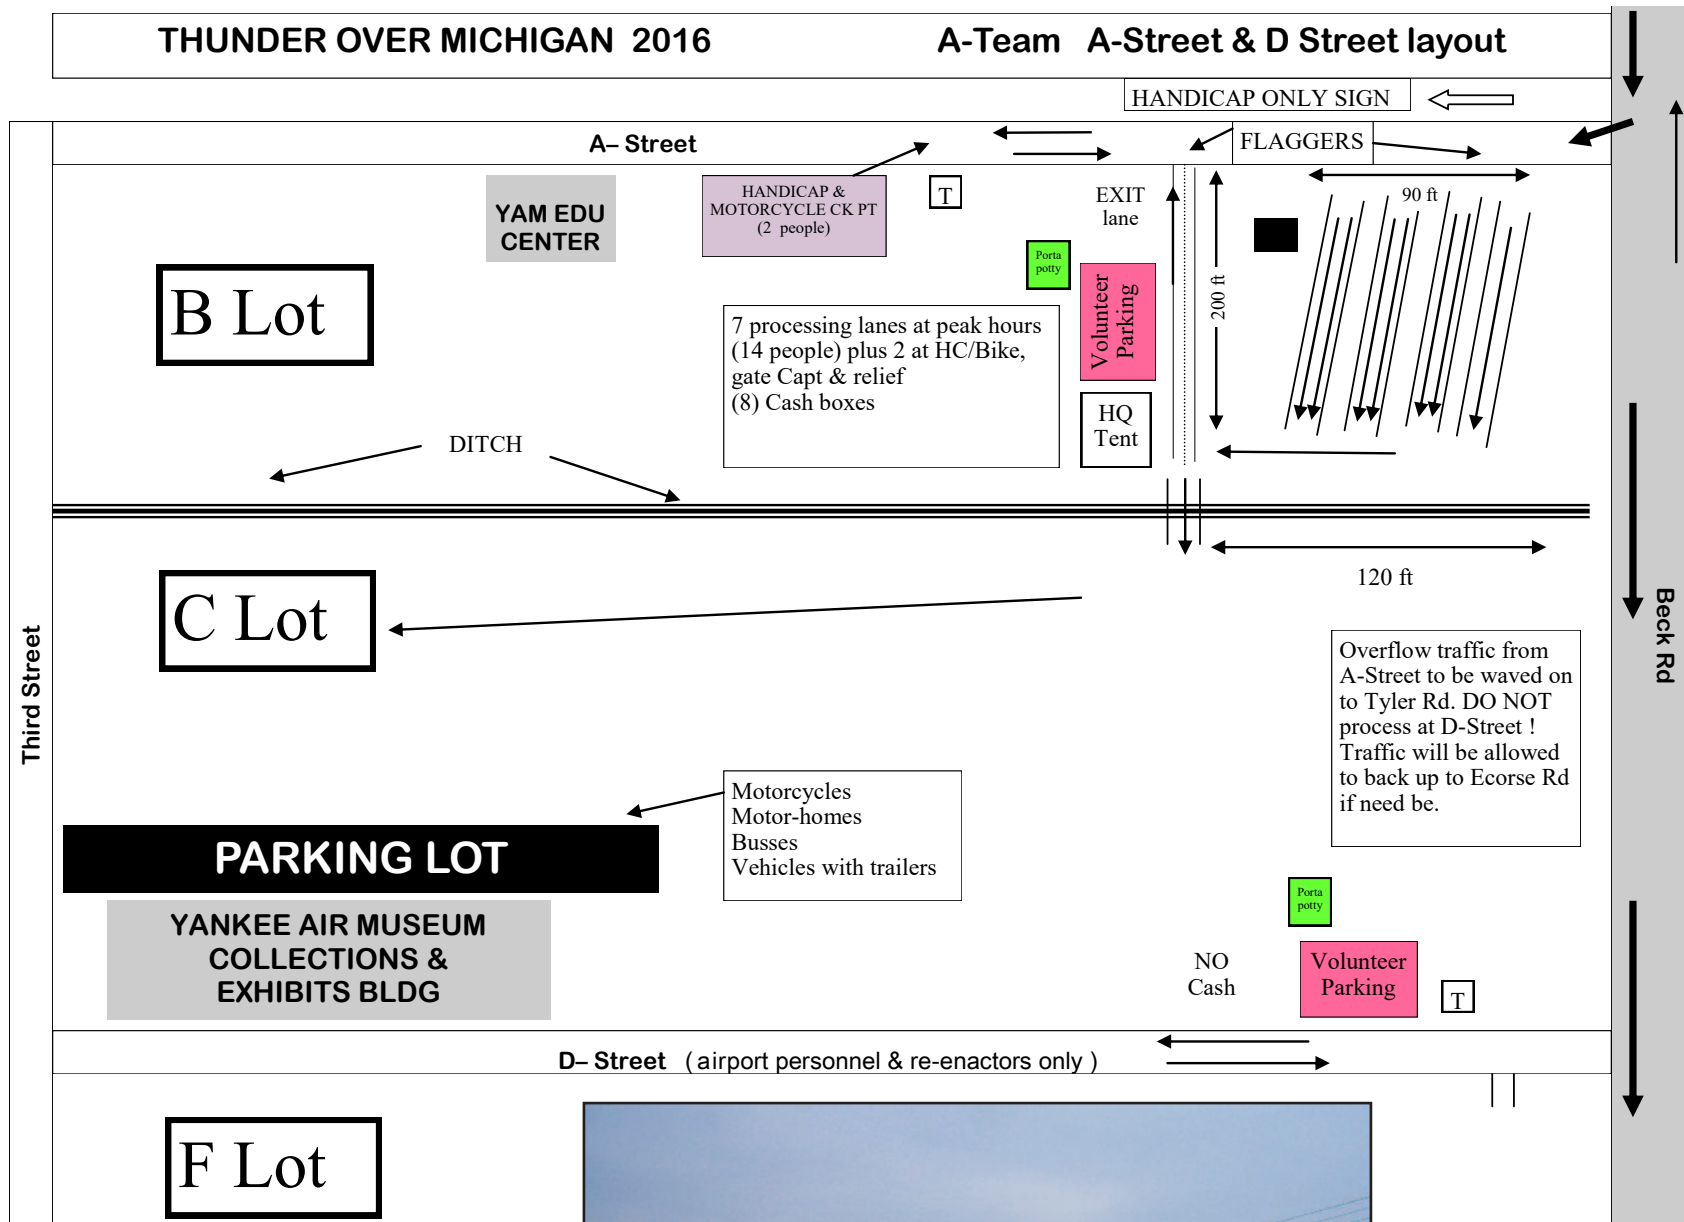 THUNDER OVER MICHIGAN 2016 A-Team A-Street & D Street layout
HANDICAP ONLY SIGN
A– Street
FLAGGERS
YAM EDU
CENTER
HANDICAP &
MOTORCYCLE CK PT
(2 people)
T
EXIT
lane
90 ft
200 ft
Porta
potty
Volunteer
Parking
B Lot
7 processing lanes at peak hours
(14 people) plus 2 at HC/Bike,
gate Capt & relief
(8) Cash boxes
HQ
Tent
DITCH
120 ft
C Lot
Third Street
Beck Rd
Overflow traffic from
A-Street to be waved on
to Tyler Rd. DO NOT
process at D-Street !
Traffic will be allowed
to back up to Ecorse Rd
if need be.
Motorcycles
Motor-homes
Busses
Vehicles with trailers
PARKING LOT
YANKEE AIR MUSEUM
COLLECTIONS &
EXHIBITS BLDG
Porta
potty
NO
Cash
Volunteer
Parking
T
D– Street ( airport personnel & re-enactors only )
F Lot